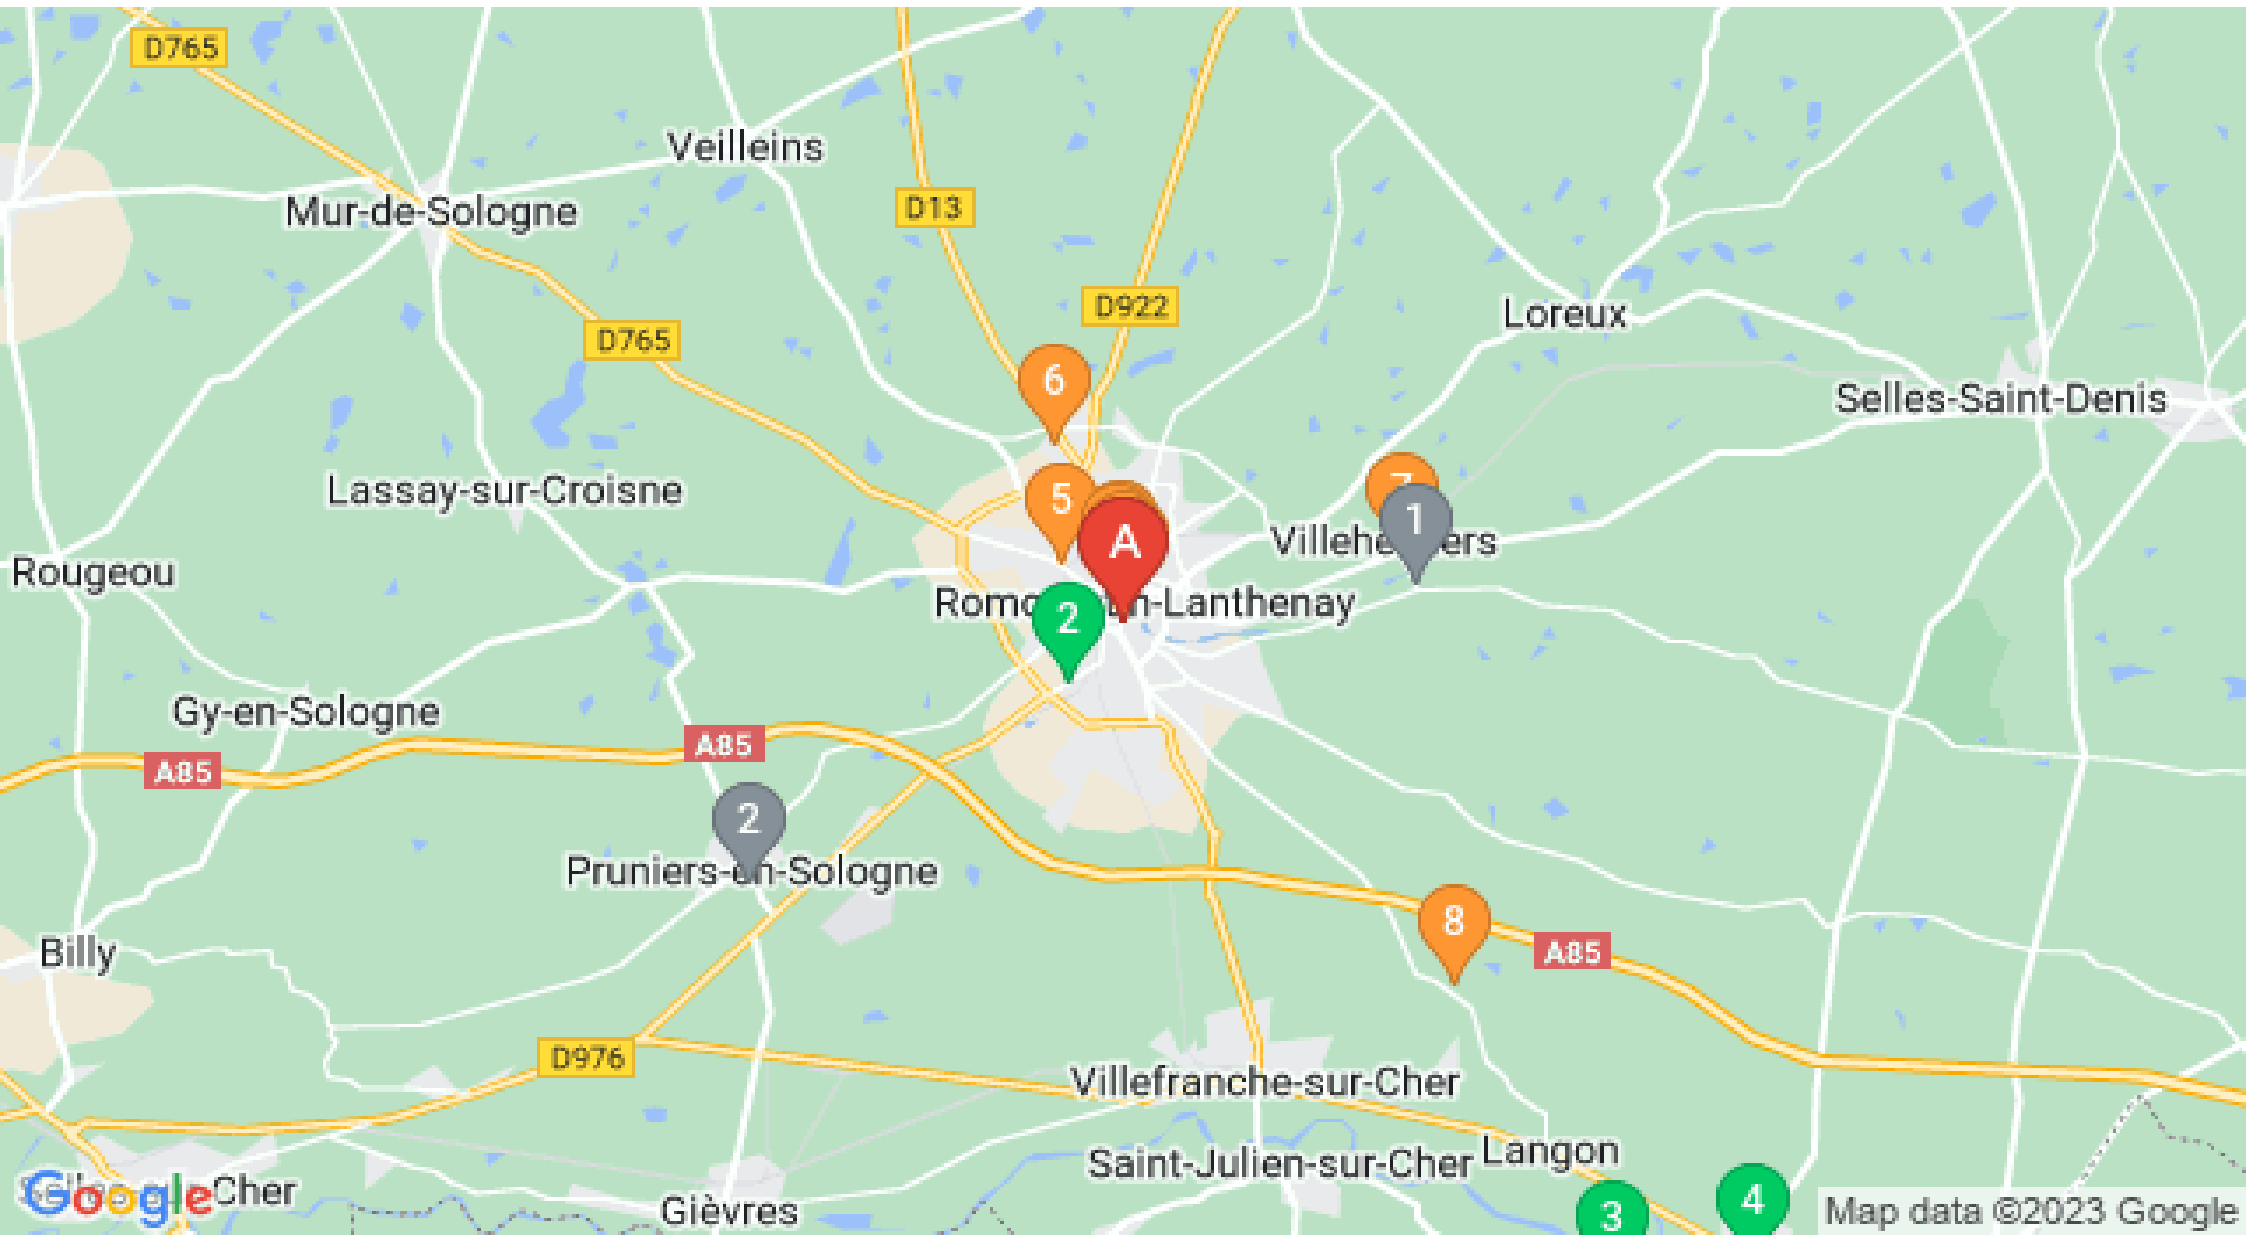 D765
Veilleins
D13
Mur-de-Sologne
D922
Loreux
D765
6
Selles-Saint-Denis
Lassay-sur-Croisne
5
7
1
A
Rougeou
2
Gy-en-Sologne
A85
A85
2
Pruniers-en-Sologne
8
A85
Billy
D976
Villefranche-sur-Cher
Saint-Julien-sur-Cher
Langon
Google
Cher
Gièvres
3
4
Map data ©2023 Google